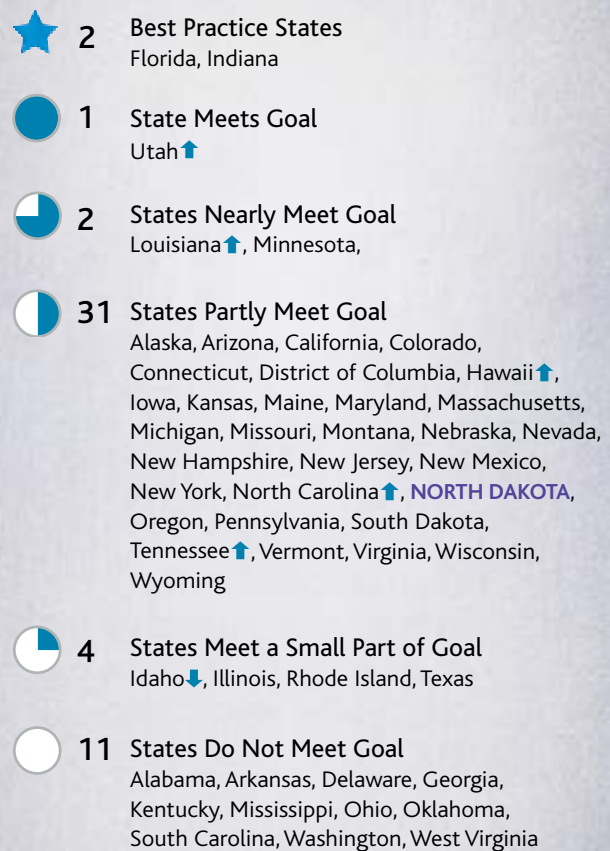 2 Best Practice States
Florida, Indiana
1 State Meets Goal
Utah⬆
2 States Nearly Meet Goal
Louisiana⬆, Minnesota,
31 States Partly Meet Goal
Alaska, Arizona, California, Colorado,
Connecticut, District of Columbia, Hawaii⬆,
Iowa, Kansas, Maine, Maryland, Massachusetts,
Michigan, Missouri, Montana, Nebraska, Nevada,
New Hampshire, New Jersey, New Mexico,
New York, North Carolina⬆, NORTH DAKOTA,
Oregon, Pennsylvania, South Dakota,
Tennessee⬆, Vermont, Virginia, Wisconsin,
Wyoming
4 States Meet a Small Part of Goal
Idaho⬇, Illinois, Rhode Island, Texas
11 States Do Not Meet Goal
Alabama, Arkansas, Delaware, Georgia,
Kentucky, Mississippi, Ohio, Oklahoma,
South Carolina, Washington, West Virginia